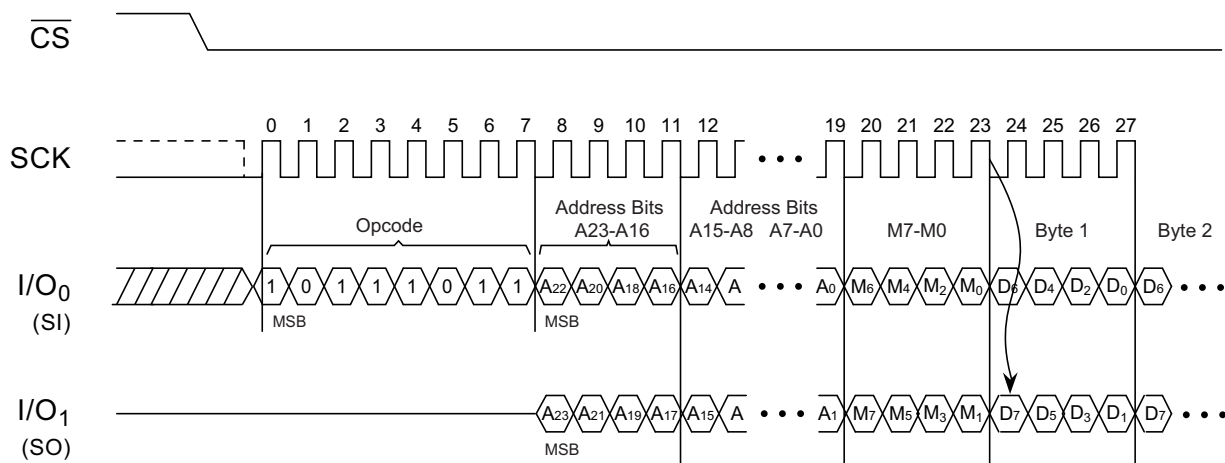 CS
0 1 2 3 4 5 6 7 8 9 10 11 12 19 20 21 22 23 24 25 26 27
SCK
Opcode
Address Bits
A23-A16
Address Bits
A15-A8 A7-A0
M7-M0
Byte 1
Byte 2
I/O0
(SI)
1 0 1 1 1 0 1 1 A22 A20 A18 A16 A14 A A0 M6 M4 M2 M0 D6 D4 D2 D0 D6
MSB
MSB
I/O1
(SO)
A23 A21 A19 A17 A15 A A1 M7 M5 M3 M1 D7 D5 D3 D1 D7
MSB